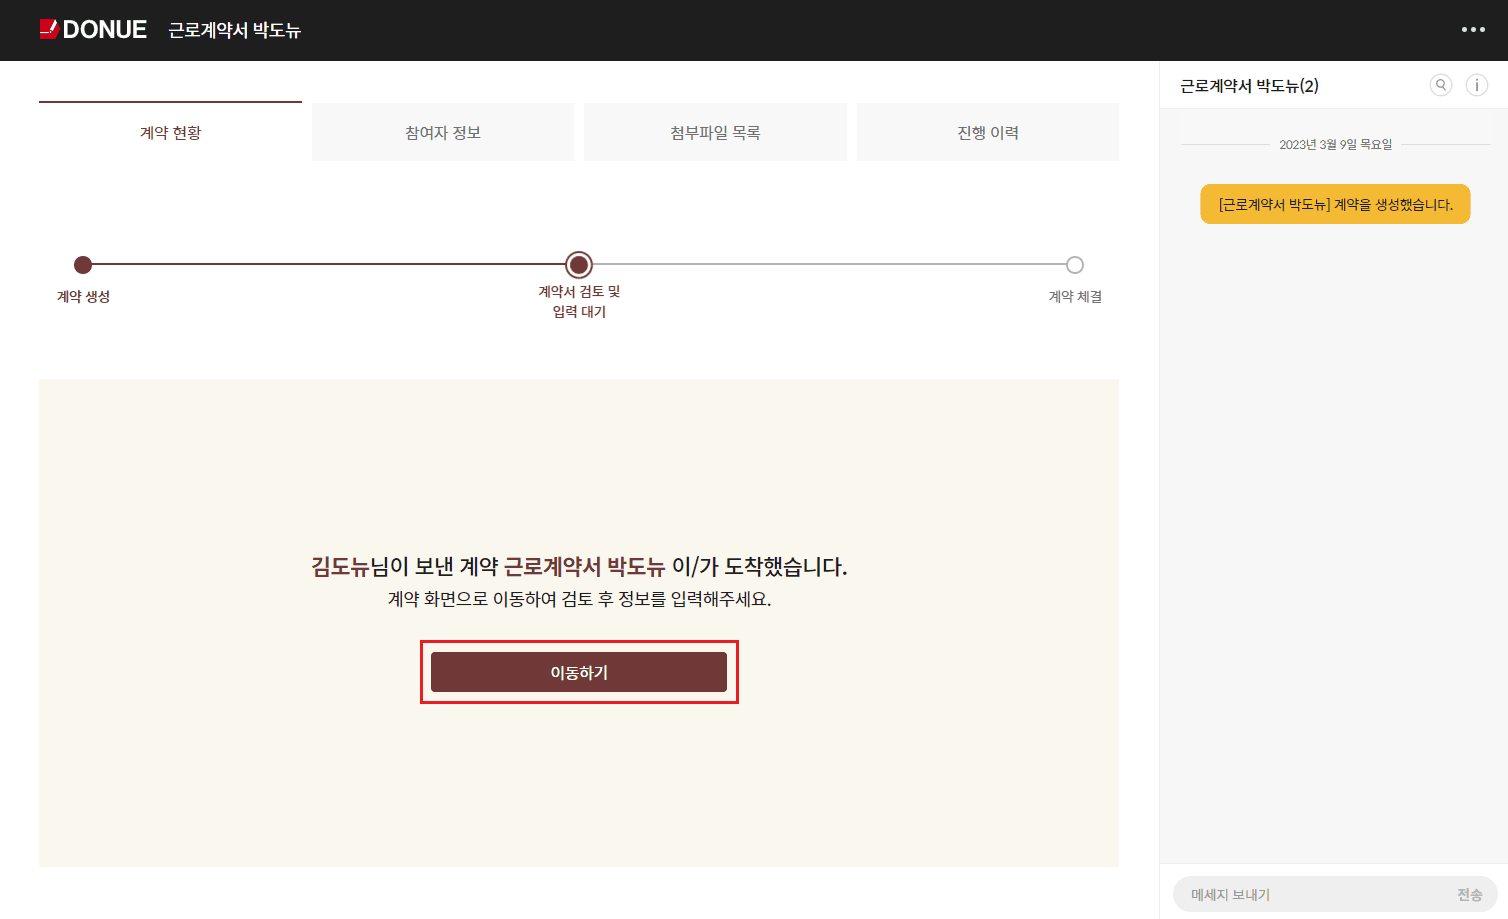 DONUE 근로계약서 박도뉴
계약 현황
참여자 정보
첨부파일 목록
진행 이력
계약 생성
계약서 검토 및
입력 대기
계약 체결
김도뉴님이 보낸 계약 근로계약서 박도뉴 이/가 도착했습니다.
계약 화면으로 이동하여 검토 후 정보를 입력해주세요.
이동하기
근로계약서 박도뉴(2)
2023년 3월 9일 목요일
[근로계약서 박도뉴] 계약을 생성했습니다.
메세지 보내기
전송